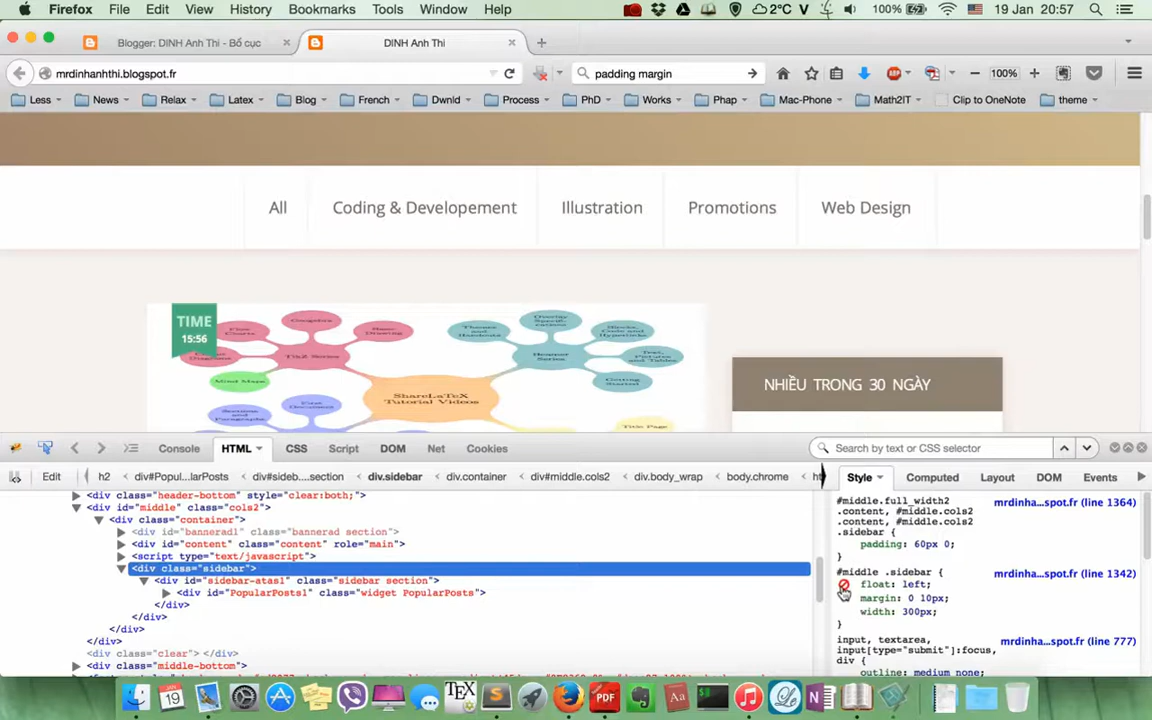 Firefox File Edit View History Bookmarks Tools Window Help 2°C V 100% 19 Jan 20:57
Blogger: DINH Anh Thi - Bố cục × DINH Anh Thi × +
mrdinhanhthi.blogspot.fr padding margin 100%
Less News Relax Latex Blog French Dwnld Process PhD Works Phap Mac-Phone Math2IT Clip to OneNote theme
All Coding & Developement Illustration Promotions Web Design
TIME
15:56
NHIỀU TRONG 30 NGÀY
Mind Maps
ShareLaTeX
Tutorial Videos
Title Page
Console HTML CSS Script DOM Net Cookies Search by text or CSS selector
Edit h2 div#Popul...larPosts div#sideb...section div.sidebar div.container div#middle.cols2 div.body_wrap body.chrome Style Computed Layout DOM Events
<div class="header-bottom" style="clear:both;">
<div id="middle" class="cols2">
<div class="container">
<div id="bannerad1" class="bannerad section">
<div id="content" class="content" role="main">
<script type="text/javascript">
<div class="sidebar">
<div id="sidebar-atas1" class="sidebar section">
<div id="PopularPosts1" class="widget PopularPosts">
</div>
</div>
</div>
</div>
<div class="clear"> </div>
<div class="middle-bottom">
#middle.full_width2 mrdinha...spot.fr (line 1364)
.content, #middle.cols2
.content, #middle.cols2
.sidebar {
padding: 60px 0;
}
#middle .sidebar { mrdinha...spot.fr (line 1342)
float: left;
margin: 0 10px;
width: 300px;
}
input, textarea, mrdinha...spot.fr (line 777)
input[type="submit"]:focus,
div {
outline: medium none;